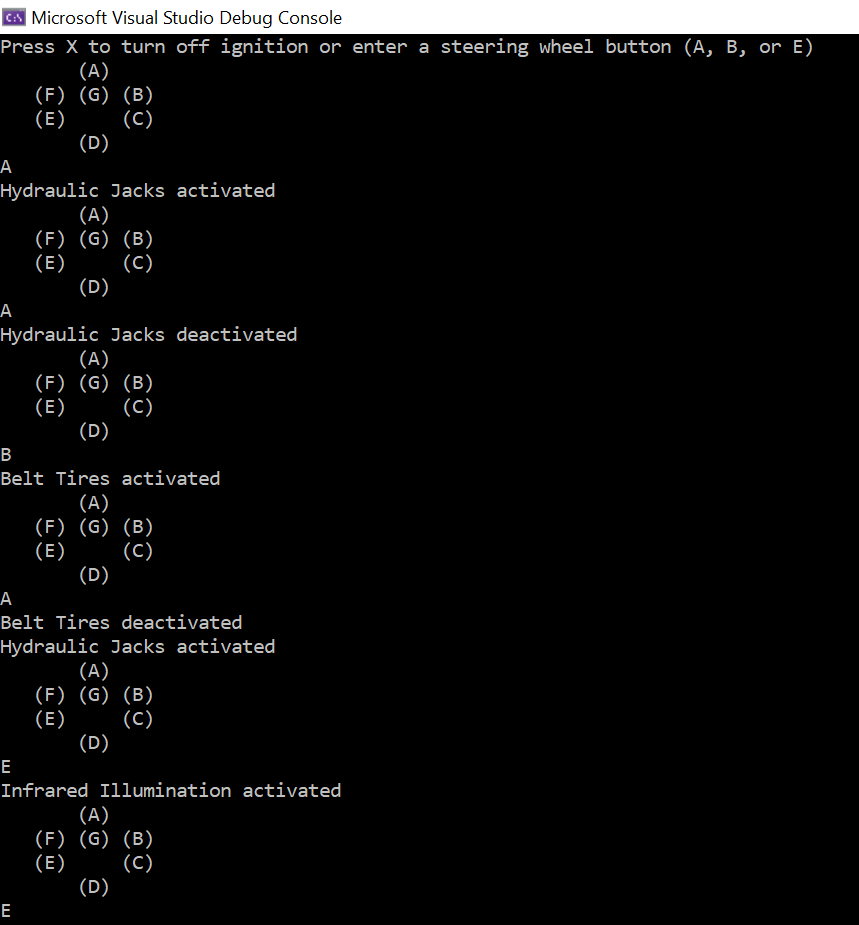 Microsoft Visual Studio Debug Console
Press X to turn off ignition or enter a steering wheel button (A, B, or E)
(A)
(F) (G) (B)
(E) (C)
(D)
A
Hydraulic Jacks activated
(A)
(F) (G) (B)
(E) (C)
(D)
A
Hydraulic Jacks deactivated
(A)
(F) (G) (B)
(E) (C)
(D)
B
Belt Tires activated
(A)
(F) (G) (B)
(E) (C)
(D)
A
Belt Tires deactivated
Hydraulic Jacks activated
(A)
(F) (G) (B)
(E) (C)
(D)
E
Infrared Illumination activated
(A)
(F) (G) (B)
(E) (C)
(D)
E